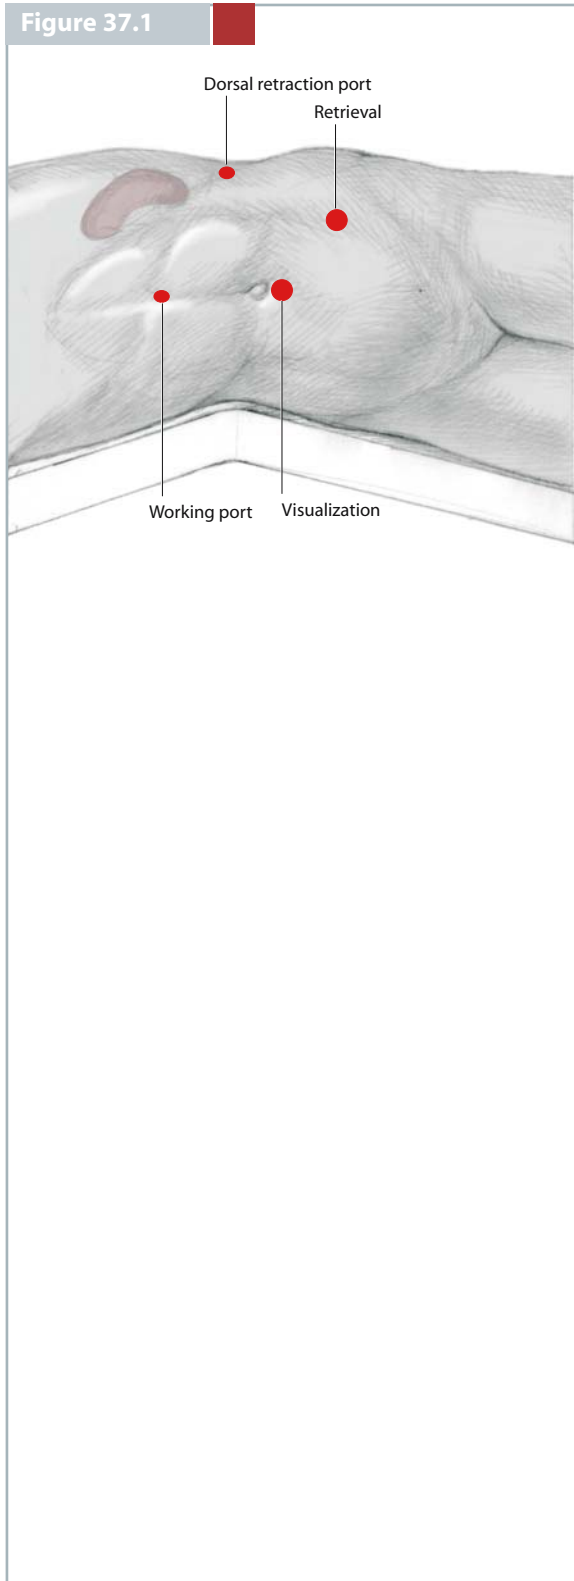 Figure 37.1
Dorsal retraction port
Retrieval
Working port
Visualization